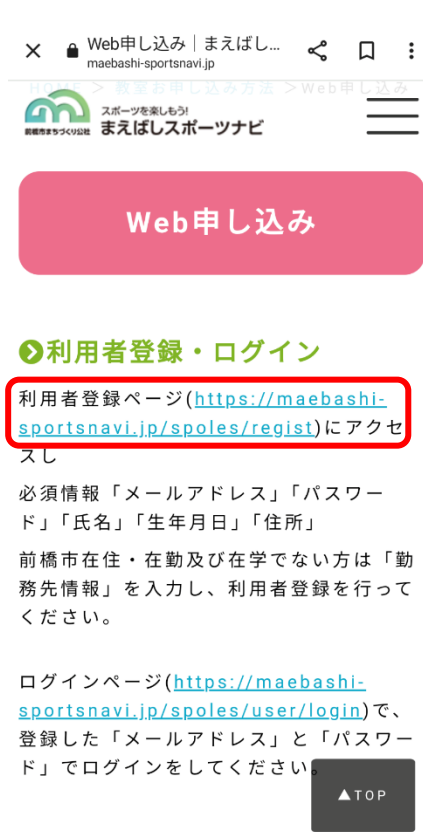 Web申し込み｜まえばし...
maebashi-sportsnavi.jp
HOME > 教室お申し込み方法 >Web申し込み
スポーツを楽しもう!
前橋市まちづくり公社 まえばしスポーツナビ
Web申し込み
利用者登録・ログイン
利用者登録ページ(https://maebashi-
sportsnavi.jp/spoles/regist)にアクセ
スし
必須情報「メールアドレス」「パスワー
ド」「氏名」「生年月日」「住所」
前橋市在住・在勤及び在学でない方は「勤
務先情報」を入力し、利用者登録を行って
ください。
ログインページ(https://maebashi-
sportsnavi.jp/spoles/user/login)で、
登録した「メールアドレス」と「パスワー
ド」でログインをしてください。
▲TOP